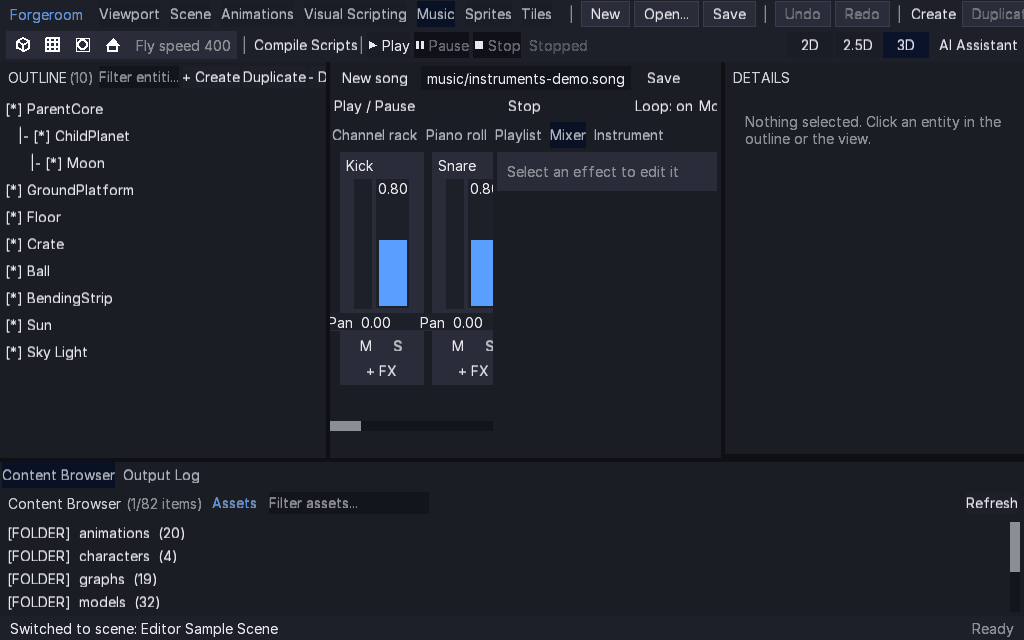 Forgeroom Viewport Scene Animations Visual Scripting Music Sprites Tiles | New Open... Save | Undo Redo | Create Duplicat
Fly speed 400 | Compile Scripts | Play Pause Stop Stopped 2D 2.5D 3D AI Assistant
OUTLINE (10) Filter entiti... + Create Duplicate - D
[*] ParentCore
|- [*] ChildPlanet
|- [*] Moon
[*] GroundPlatform
[*] Floor
[*] Crate
[*] Ball
[*] BendingStrip
[*] Sun
[*] Sky Light
New song music/instruments-demo.song Save
Play / Pause Stop Loop: on Mo
Channel rack Piano roll Playlist Mixer Instrument
Kick Snare
0.80 0.80
Pan 0.00 Pan 0.00
M S M S
+ FX + FX
Select an effect to edit it
DETAILS
Nothing selected. Click an entity in the
outline or the view.
Content Browser Output Log
Content Browser (1/82 items) Assets Filter assets... Refresh
[FOLDER] animations (20)
[FOLDER] characters (4)
[FOLDER] graphs (19)
[FOLDER] models (32)
Switched to scene: Editor Sample Scene Ready